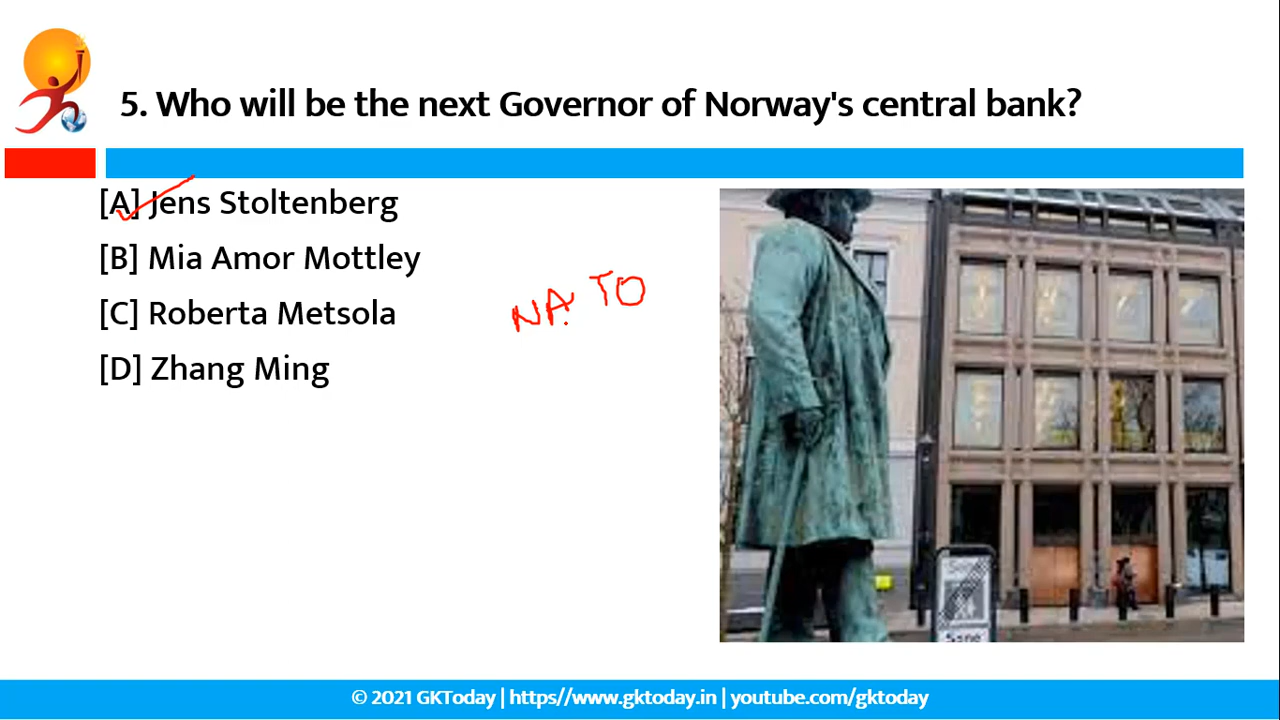 5. Who will be the next Governor of Norway's central bank?
[A] Jens Stoltenberg
[B] Mia Amor Mottley
[C] Roberta Metsola
[D] Zhang Ming
NATO
© 2021 GKToday | https//www.gktoday.in | youtube.com/gktoday